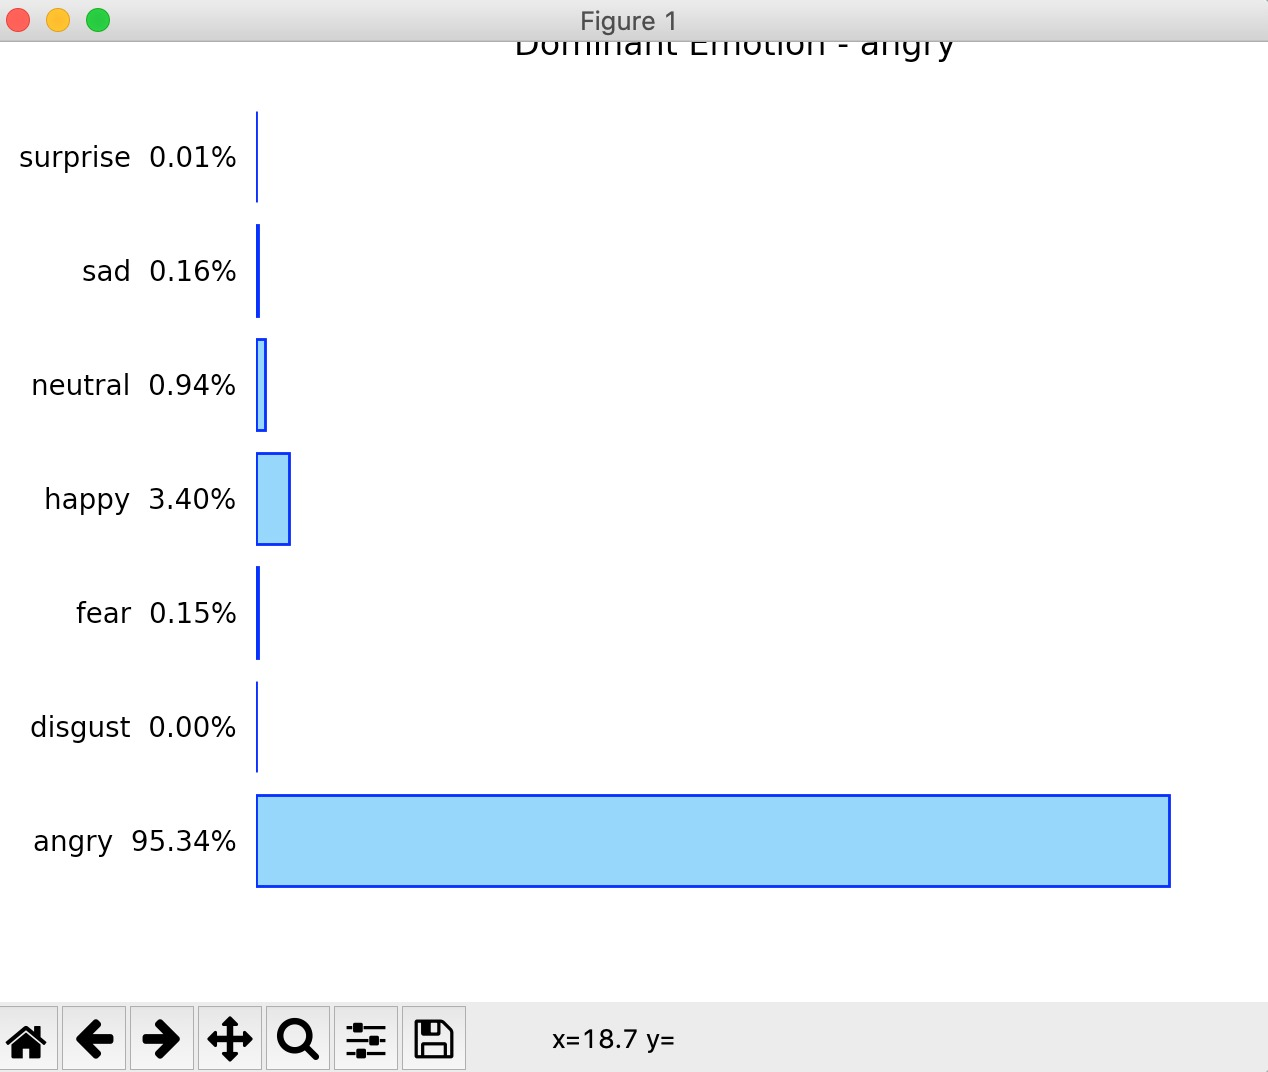 Figure 1
Dominant Emotion - angry
surprise 0.01%
sad 0.16%
neutral 0.94%
happy 3.40%
fear 0.15%
disgust 0.00%
angry 95.34%
x=18.7 y=